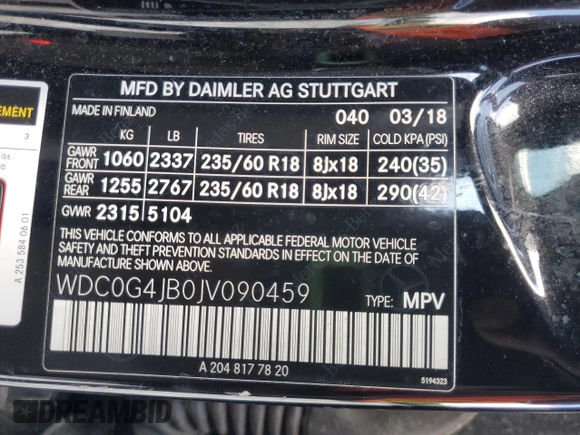 MFD BY DAIMLER AG STUTTGART
MADE IN FINLAND 040 03/18
KG LB TIRES RIM SIZE COLD KPA(PSI)
GAWR FRONT 1060 2337 235/60 R18 8Jx18 240(35)
GAWR REAR 1255 2767 235/60 R18 8Jx18 290(42)
GVWR 2315 5104
THIS VEHICLE CONFORMS TO ALL APPLICABLE FEDERAL MOTOR VEHICLE
SAFETY AND THEFT PREVENTION STANDARDS IN EFFECT ON THE DATE OF
MANUFACTURE SHOWN ABOVE.
WDC0G4JB0JV090459 TYPE: MPV
A 204 817 78 20
5194323
EMENT
3
lbs.
A 253 584 06 01
DREAMBID